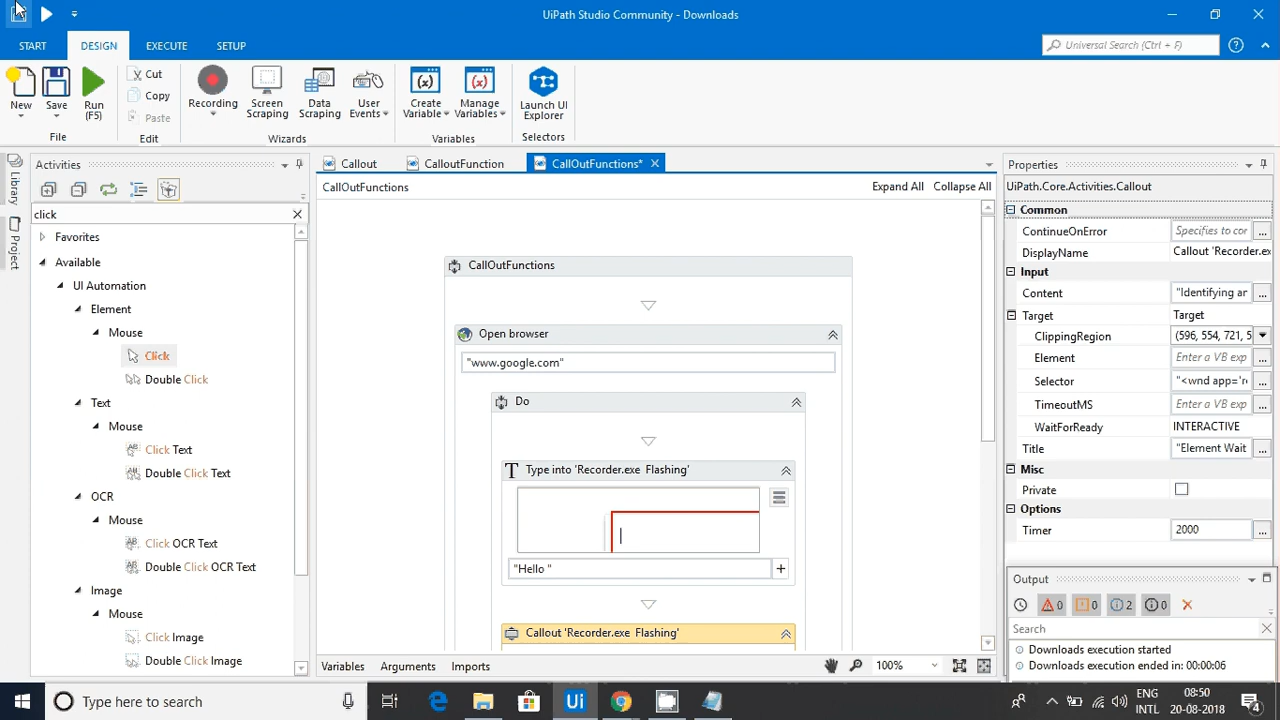 UiPath Studio Community - Downloads
START DESIGN EXECUTE SETUP
Universal Search (Ctrl + F)
New Save Run (F5) Cut Copy Paste Recording Screen Scraping Data Scraping User Events Create Variable Manage Variables Launch UI Explorer
File Edit Wizards Variables Selectors
Library
Project
Activities
click
Favorites
Available
UI Automation
Element
Mouse
Click
Double Click
Text
Mouse
Click Text
Double Click Text
OCR
Mouse
Click OCR Text
Double Click OCR Text
Image
Mouse
Click Image
Double Click Image
Callout CalloutFunction CallOutFunctions*
CallOutFunctions Expand All Collapse All
CallOutFunctions
Open browser
"www.google.com"
Do
Type into 'Recorder.exe Flashing'
"Hello "
Callout 'Recorder.exe Flashing'
Variables Arguments Imports 100%
Properties
UiPath.Core.Activities.Callout
Common
ContinueOnError Specifies to cor ...
DisplayName Callout 'Recorder.ex
Input
Content "Identifying ar ...
Target Target
ClippingRegion (596, 554, 721, 5
Element Enter a VB exp ...
Selector "<wnd app='r ...
TimeoutMS Enter a VB exp ...
WaitForReady INTERACTIVE
Title "Element Wait ...
Misc
Private
Options
Timer 2000 ...
Output
0 0 2 0
Search
Downloads execution started
Downloads execution ended in: 00:00:06
Type here to search
Ui
ENG INTL
08:50
20-08-2018
4